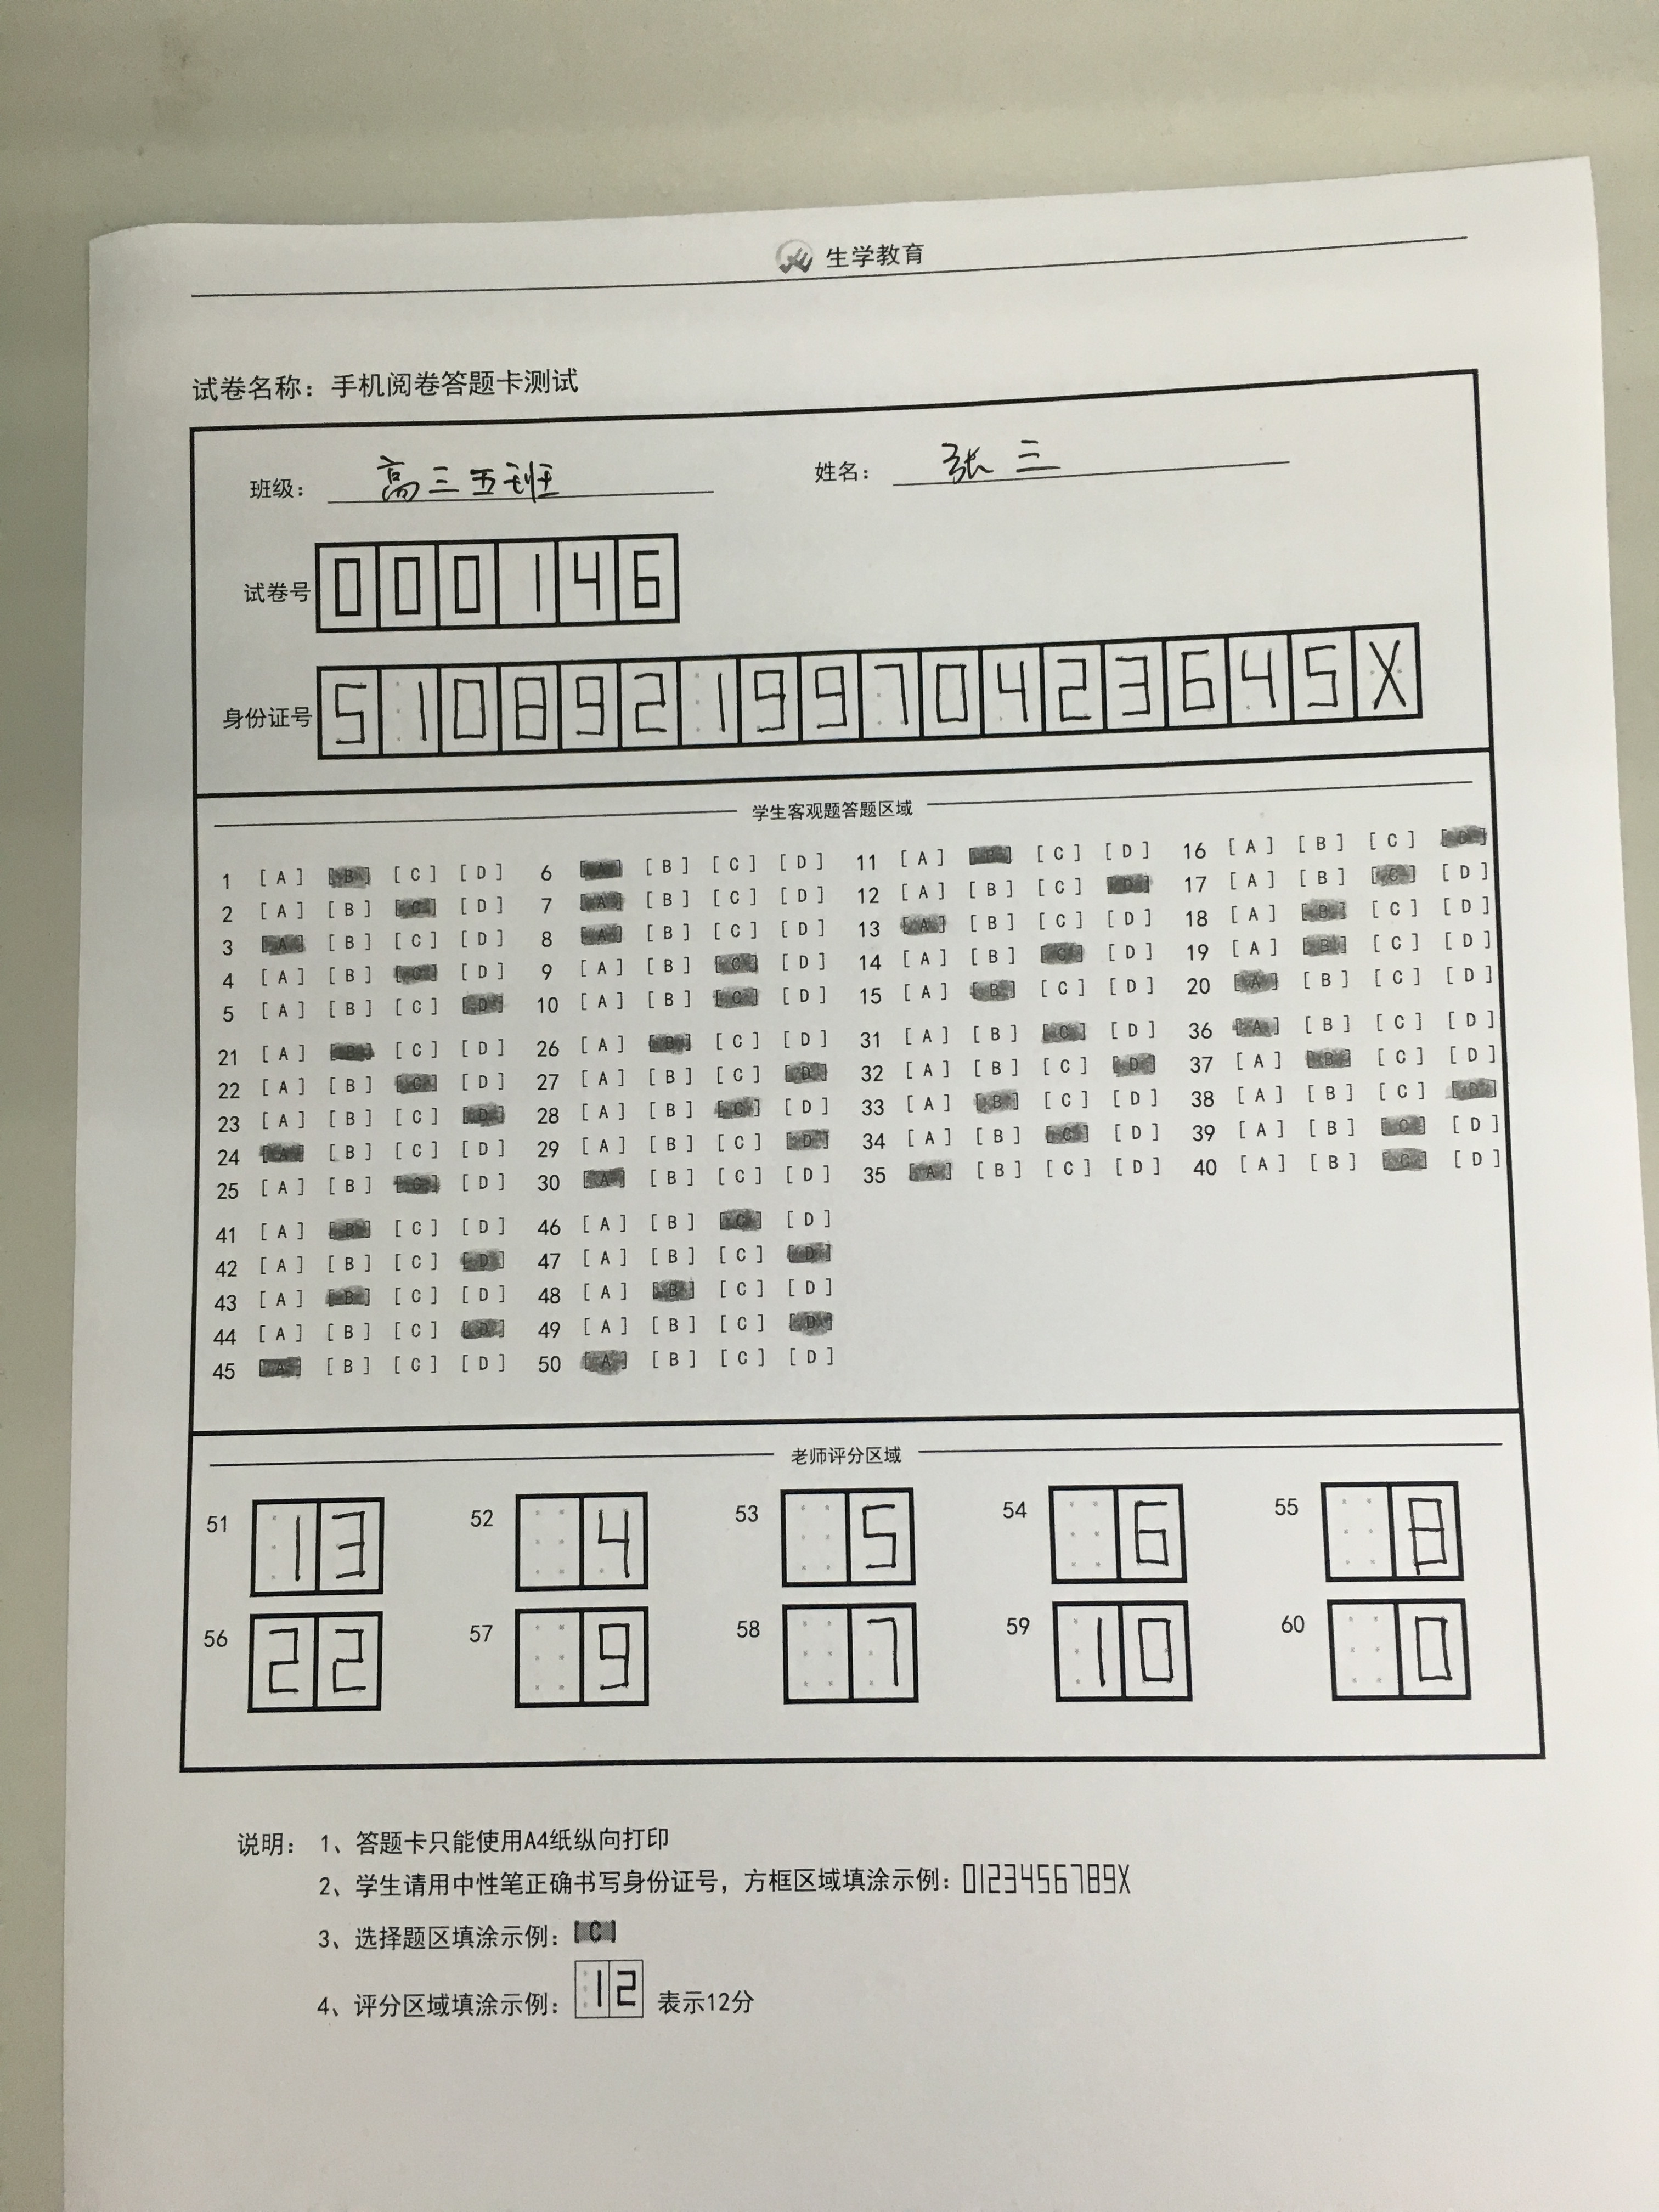 生学教育
试卷名称：手机阅卷答题卡测试
班级：高三五班 姓名：张三
试卷号 000146
身份证号 51089219970423645X
学生客观题答题区域
1 [A] [B] [C] [D] 6 [A] [B] [C] [D] 11 [A] [B] [C] [D] 16 [A] [B] [C] [D]
2 [A] [B] [C] [D] 7 [A] [B] [C] [D] 12 [A] [B] [C] [D] 17 [A] [B] [C] [D]
3 [A] [B] [C] [D] 8 [A] [B] [C] [D] 13 [A] [B] [C] [D] 18 [A] [B] [C] [D]
4 [A] [B] [C] [D] 9 [A] [B] [C] [D] 14 [A] [B] [C] [D] 19 [A] [B] [C] [D]
5 [A] [B] [C] [D] 10 [A] [B] [C] [D] 15 [A] [B] [C] [D] 20 [A] [B] [C] [D]
21 [A] [B] [C] [D] 26 [A] [B] [C] [D] 31 [A] [B] [C] [D] 36 [A] [B] [C] [D]
22 [A] [B] [C] [D] 27 [A] [B] [C] [D] 32 [A] [B] [C] [D] 37 [A] [B] [C] [D]
23 [A] [B] [C] [D] 28 [A] [B] [C] [D] 33 [A] [B] [C] [D] 38 [A] [B] [C] [D]
24 [A] [B] [C] [D] 29 [A] [B] [C] [D] 34 [A] [B] [C] [D] 39 [A] [B] [C] [D]
25 [A] [B] [C] [D] 30 [A] [B] [C] [D] 35 [A] [B] [C] [D] 40 [A] [B] [C] [D]
41 [A] [B] [C] [D] 46 [A] [B] [C] [D]
42 [A] [B] [C] [D] 47 [A] [B] [C] [D]
43 [A] [B] [C] [D] 48 [A] [B] [C] [D]
44 [A] [B] [C] [D] 49 [A] [B] [C] [D]
45 [A] [B] [C] [D] 50 [A] [B] [C] [D]
老师评分区域
51 13 52 4 53 5 54 6 55 8
56 22 57 9 58 7 59 10 60 0
说明：1、答题卡只能使用A4纸纵向打印
2、学生请用中性笔正确书写身份证号，方框区域填涂示例：0123456789X
3、选择题区填涂示例：[C]
4、评分区域填涂示例：12 表示12分